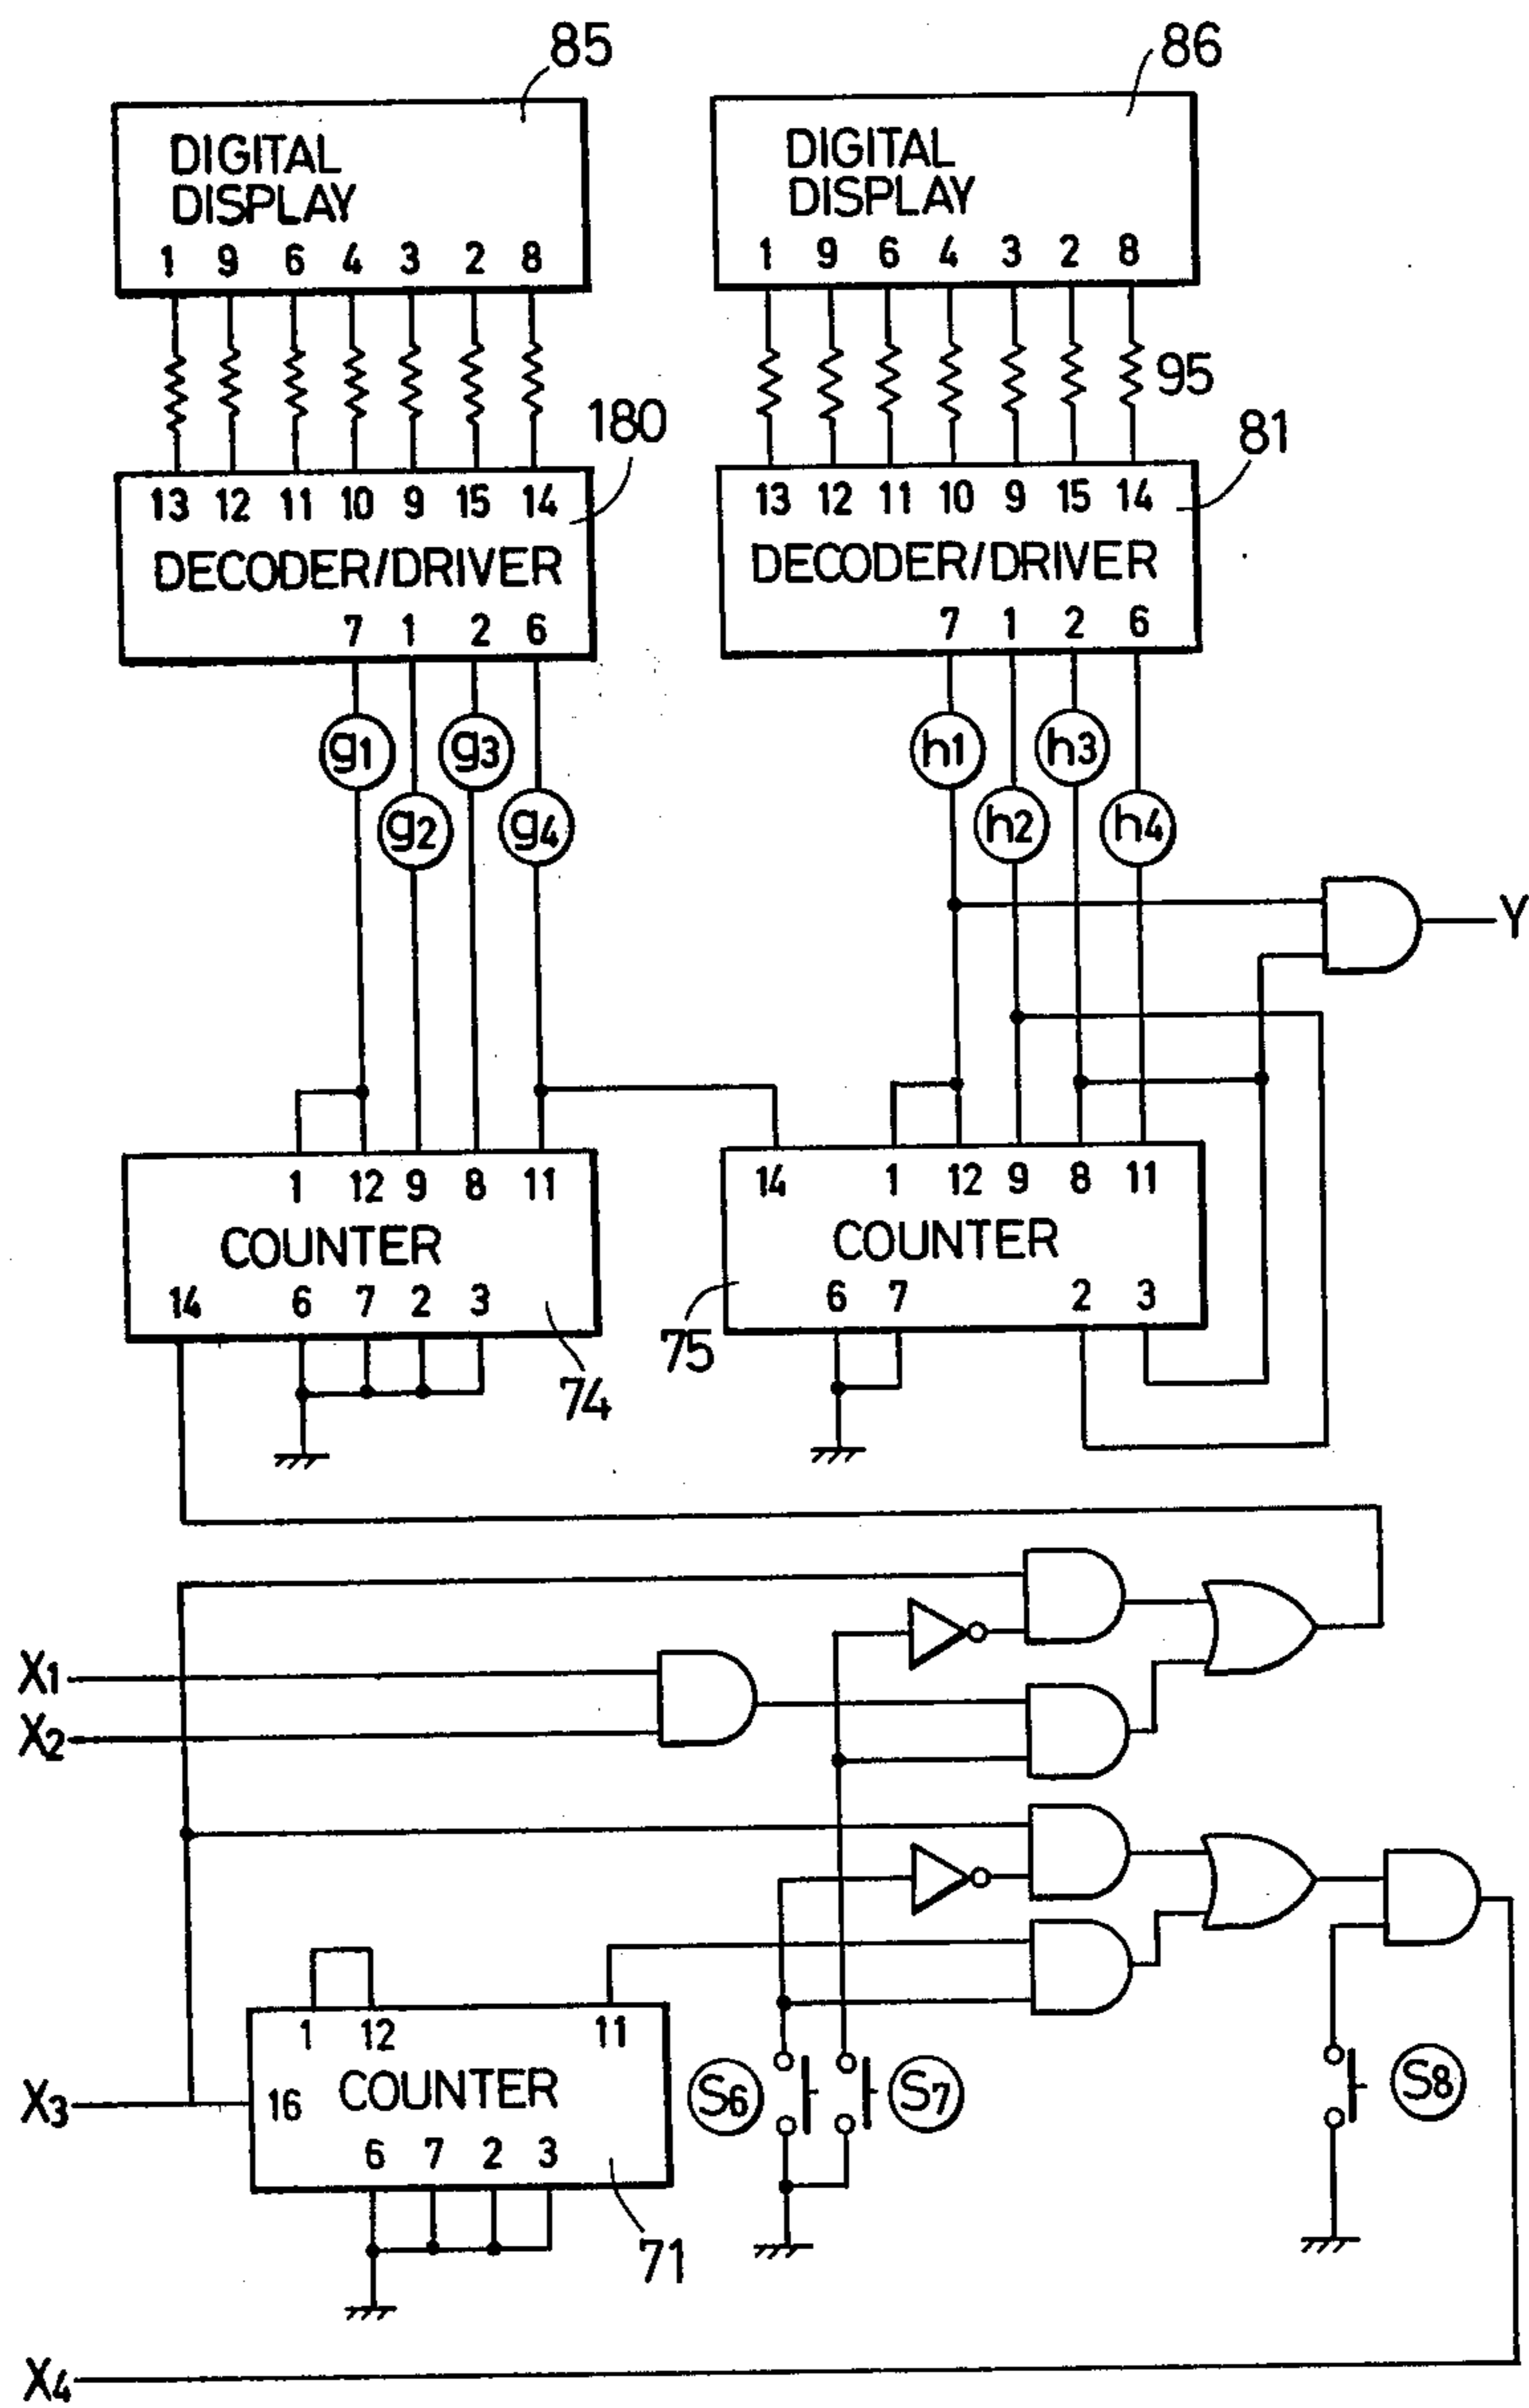 85
86
DIGITAL
DISPLAY
1 9 6 4 3 2 8
DIGITAL
DISPLAY
1 9 6 4 3 2 8
95
180
81
13 12 11 10 9 15 14
DECODER/DRIVER
7 1 2 6
13 12 11 10 9 15 14
DECODER/DRIVER
7 1 2 6
g1 g3
g2 g4
h1 h3
h2 h4
Y
1 12 9 8 11
COUNTER
14 6 7 2 3
74
14 1 12 9 8 11
COUNTER
6 7 2 3
75
X1
X2
1 12 11
X3
16 COUNTER
6 7 2 3
71
S6 S7
S8
X4